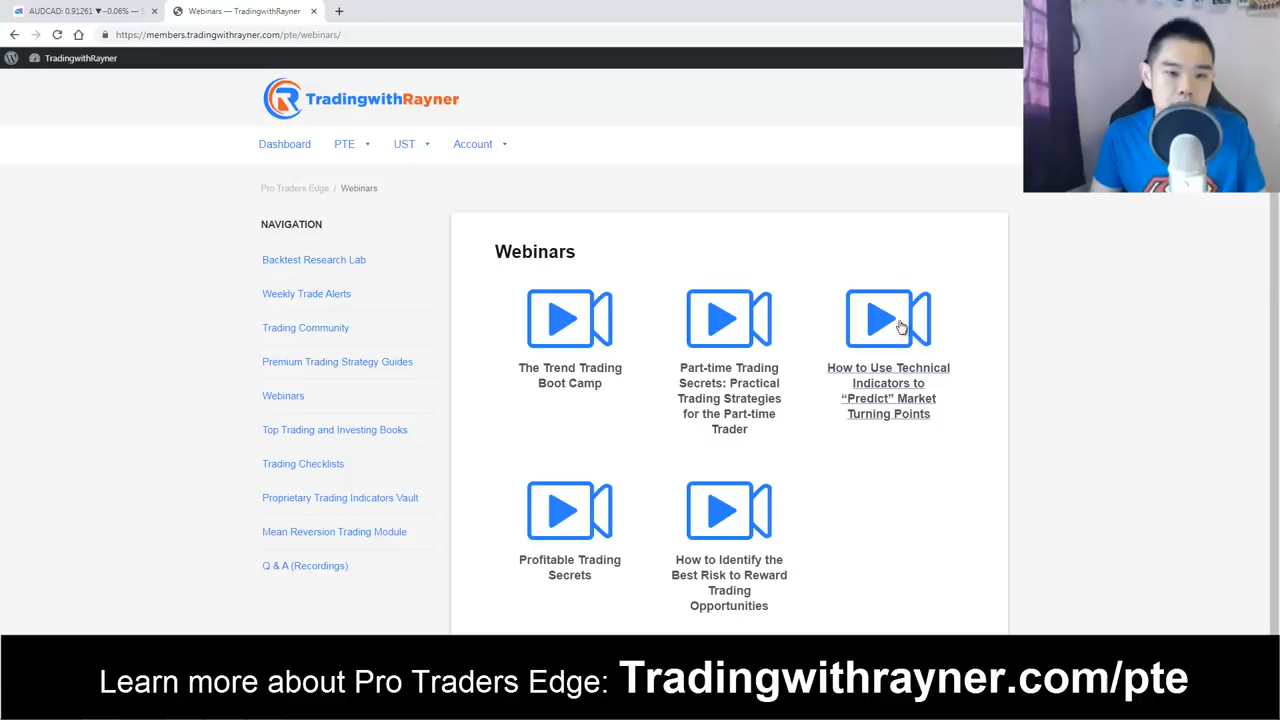 AUDCAD: 0.91261 ▼−0.06%
Webinars — TradingwithRayner
https://members.tradingwithrayner.com/pte/webinars/
TradingwithRayner
TradingwithRayner
Dashboard PTE UST Account
Pro Traders Edge / Webinars
NAVIGATION
Backtest Research Lab
Weekly Trade Alerts
Trading Community
Premium Trading Strategy Guides
Webinars
Top Trading and Investing Books
Trading Checklists
Proprietary Trading Indicators Vault
Mean Reversion Trading Module
Q & A (Recordings)
Webinars
The Trend Trading
Boot Camp
Part-time Trading
Secrets: Practical
Trading Strategies
for the Part-time
Trader
How to Use Technical
Indicators to
“Predict” Market
Turning Points
Profitable Trading
Secrets
How to Identify the
Best Risk to Reward
Trading
Opportunities
Learn more about Pro Traders Edge: Tradingwithrayner.com/pte